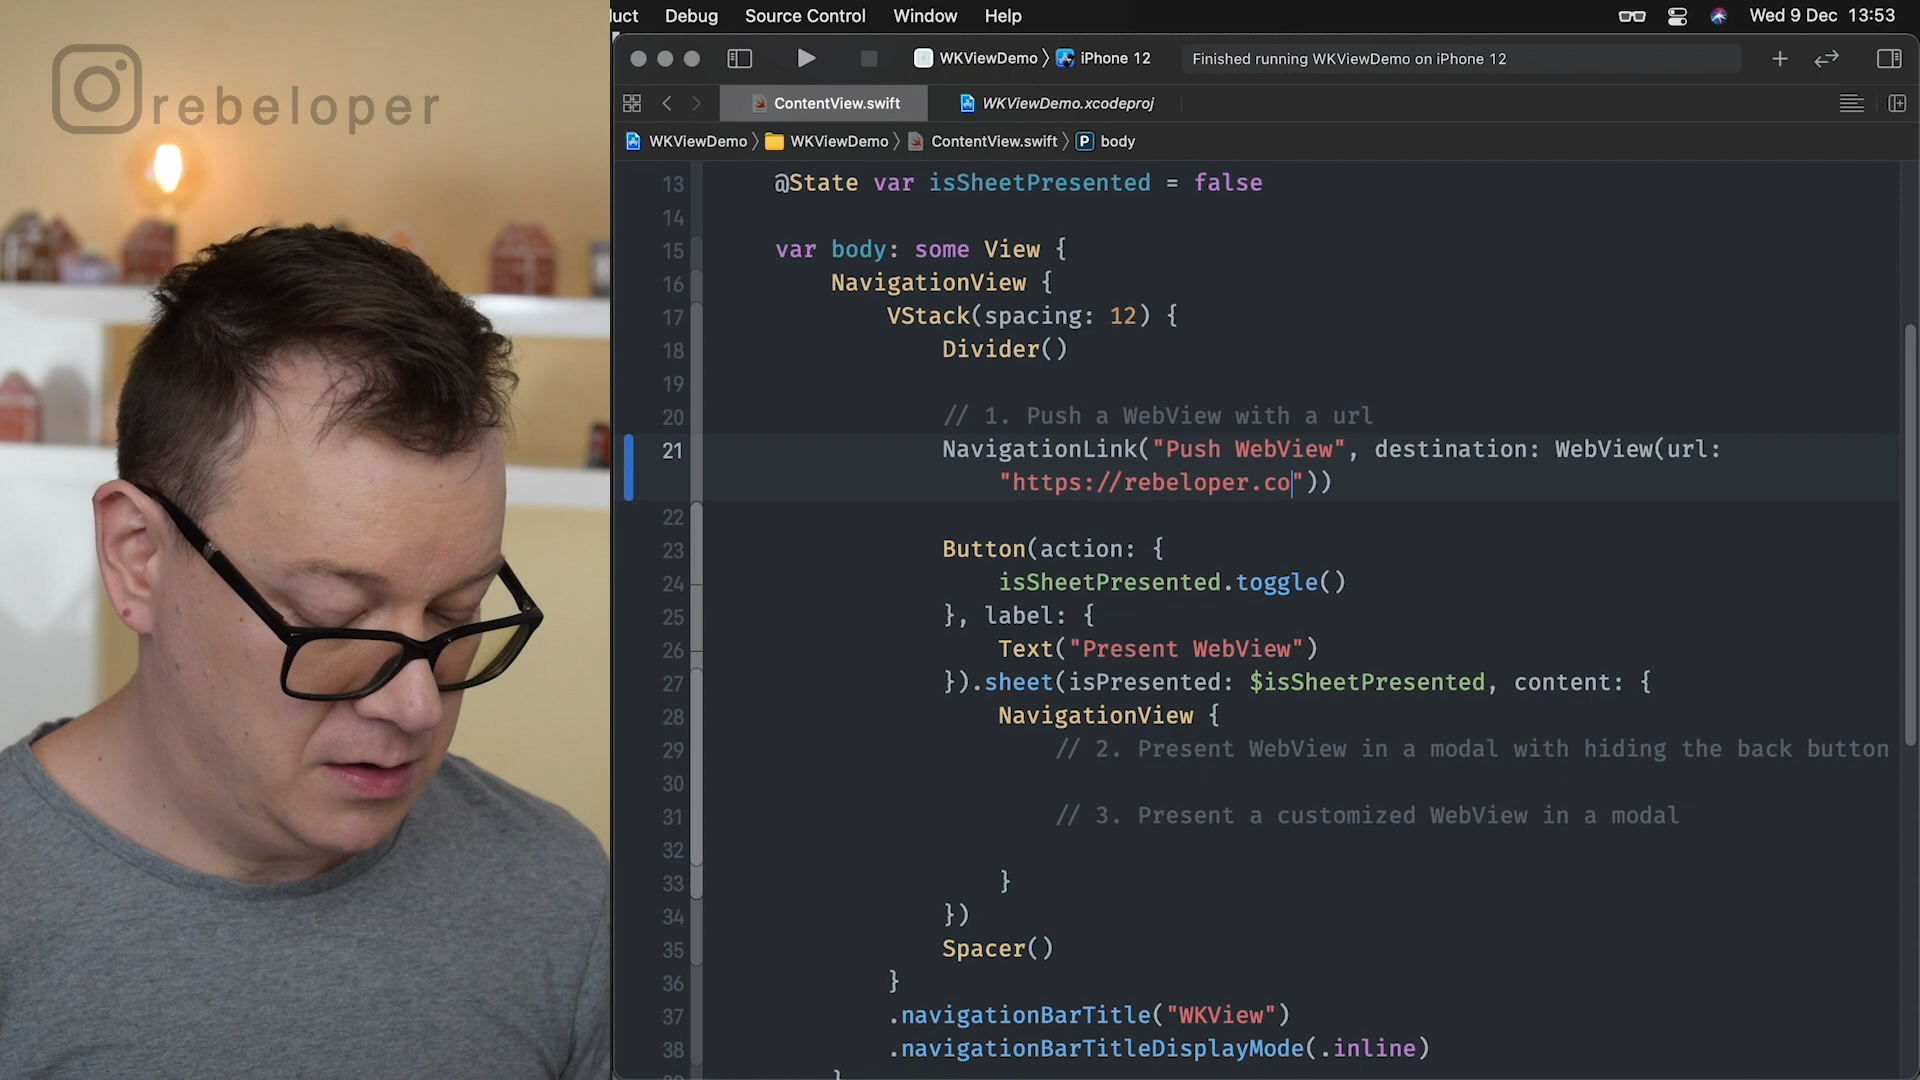 rebeloper
duct Debug Source Control Window Help Wed 9 Dec 13:53
WKViewDemo iPhone 12 Finished running WKViewDemo on iPhone 12
ContentView.swift WKViewDemo.xcodeproj
WKViewDemo WKViewDemo ContentView.swift P body
13 @State var isSheetPresented = false
14
15 var body: some View {
16 NavigationView {
17 VStack(spacing: 12) {
18 Divider()
19
20 // 1. Push a WebView with a url
21 NavigationLink("Push WebView", destination: WebView(url:
"https://rebeloper.co"))
22
23 Button(action: {
24 isSheetPresented.toggle()
25 }, label: {
26 Text("Present WebView")
27 }).sheet(isPresented: $isSheetPresented, content: {
28 NavigationView {
29 // 2. Present WebView in a modal with hiding the back button
30
31 // 3. Present a customized WebView in a modal
32
33 }
34 })
35 Spacer()
36 }
37 .navigationBarTitle("WKView")
38 .navigationBarTitleDisplayMode(.inline)